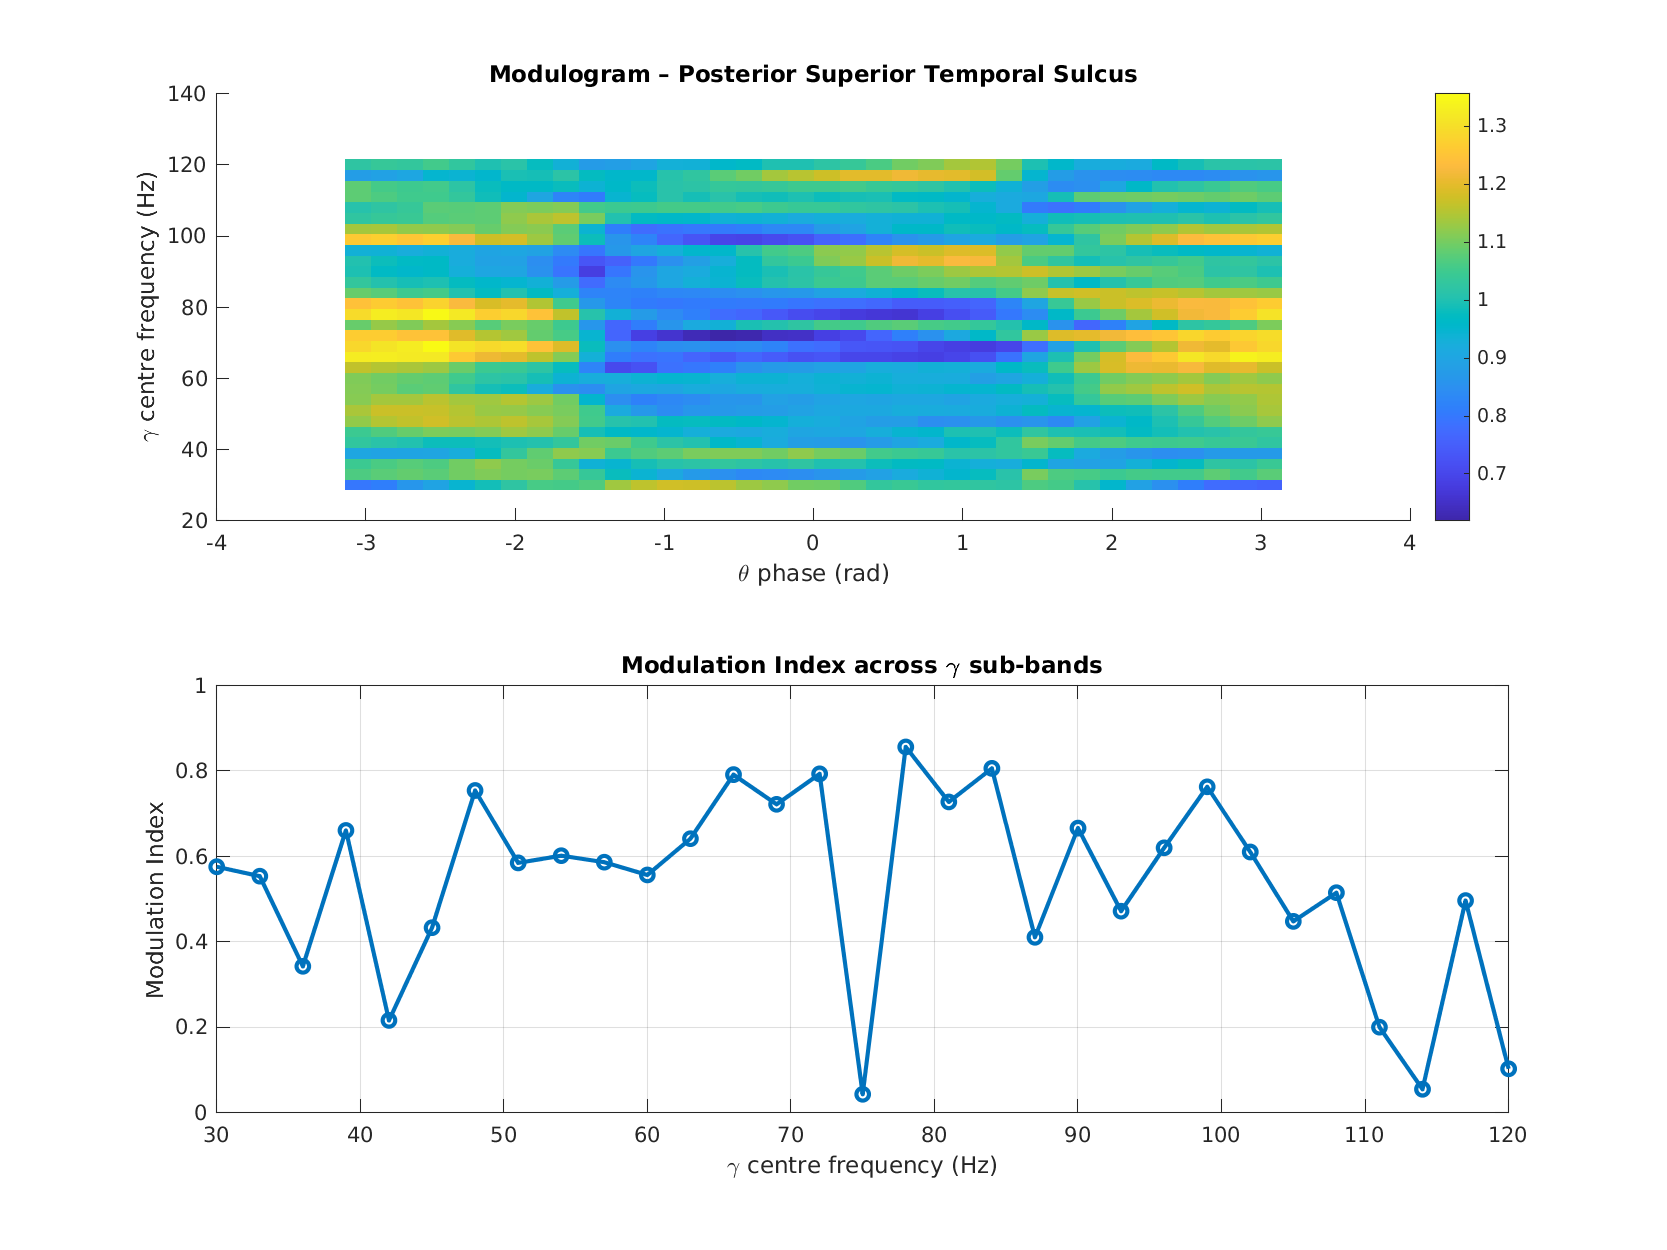 Modulogram – Posterior Superior Temporal Sulcus
140
120
100
80
60
40
20
γ centre frequency (Hz)
-4 -3 -2 -1 0 1 2 3 4
θ phase (rad)
1.3
1.2
1.1
1
0.9
0.8
0.7
Modulation Index across γ sub-bands
1
0.8
0.6
0.4
0.2
0
Modulation Index
30 40 50 60 70 80 90 100 110 120
γ centre frequency (Hz)